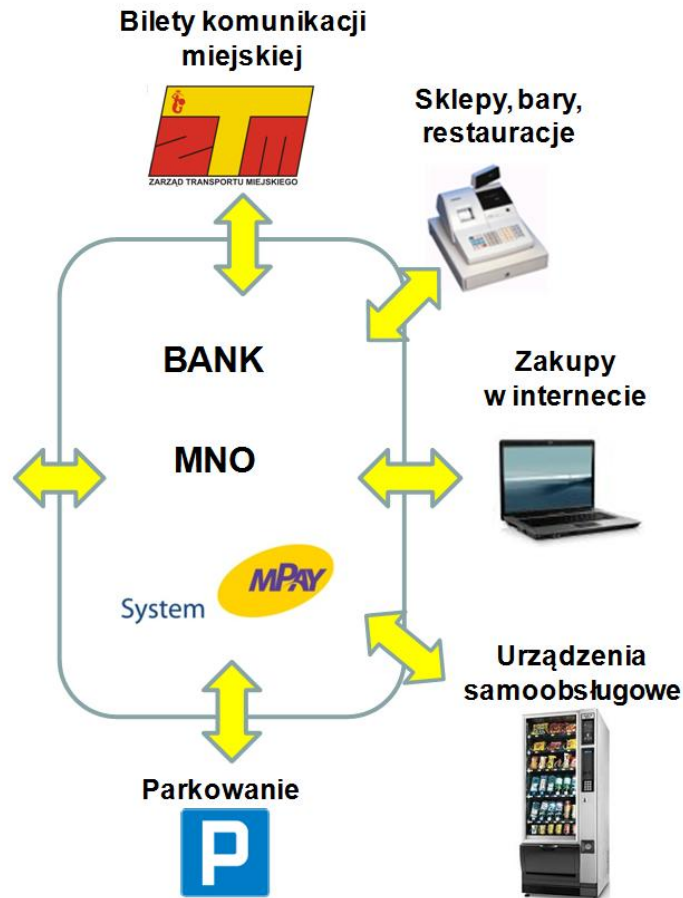 Bilety komunikacji
miejskiej
ZTM
ZARZĄD TRANSPORTU MIEJSKIEGO
Sklepy, bary,
restauracje
BANK
Zakupy
w internecie
MNO
mPAY
System
Urządzenia
samoobsługowe
Parkowanie
P